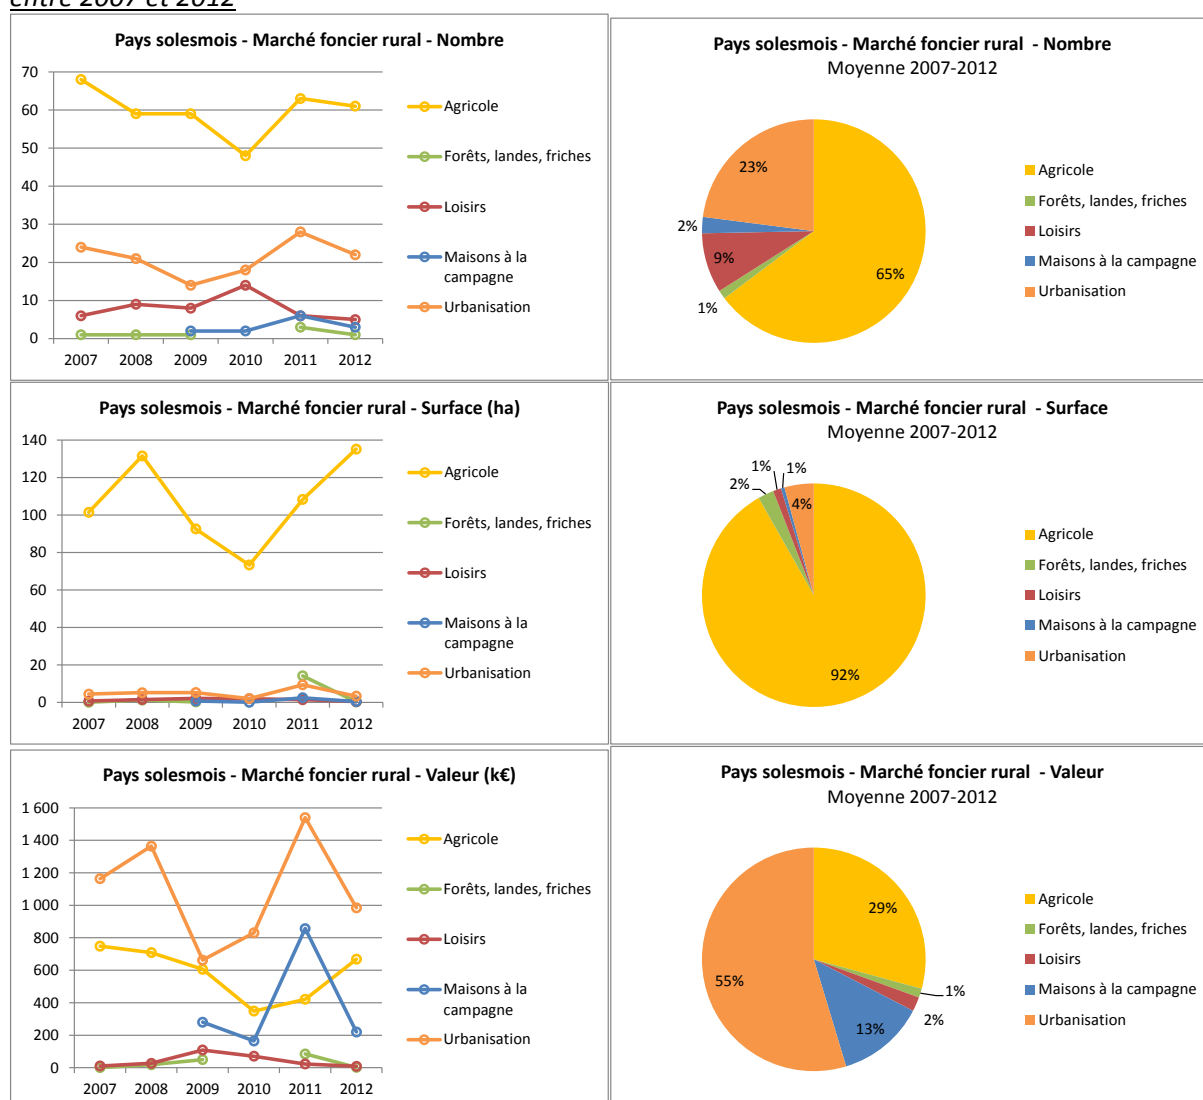 entre 2007 et 2012
Pays solesmois - Marché foncier rural - Nombre
70
60
50
40
30
20
10
0
2007 2008 2009 2010 2011 2012
Agricole
Forêts, landes, friches
Loisirs
Maisons à la
campagne
Urbanisation
Pays solesmois - Marché foncier rural - Nombre
Moyenne 2007-2012
23%
2%
9%
1%
65%
Agricole
Forêts, landes, friches
Loisirs
Maisons à la campagne
Urbanisation
Pays solesmois - Marché foncier rural - Surface (ha)
140
120
100
80
60
40
20
0
2007 2008 2009 2010 2011 2012
Agricole
Forêts, landes, friches
Loisirs
Maisons à la
campagne
Urbanisation
Pays solesmois - Marché foncier rural - Surface
Moyenne 2007-2012
1%
1%
2%
4%
92%
Agricole
Forêts, landes, friches
Loisirs
Maisons à la campagne
Urbanisation
Pays solesmois - Marché foncier rural - Valeur (k€)
1 600
1 400
1 200
1 000
800
600
400
200
0
2007 2008 2009 2010 2011 2012
Agricole
Forêts, landes, friches
Loisirs
Maisons à la
campagne
Urbanisation
Pays solesmois - Marché foncier rural - Valeur
Moyenne 2007-2012
29%
1%
2%
13%
55%
Agricole
Forêts, landes, friches
Loisirs
Maisons à la campagne
Urbanisation